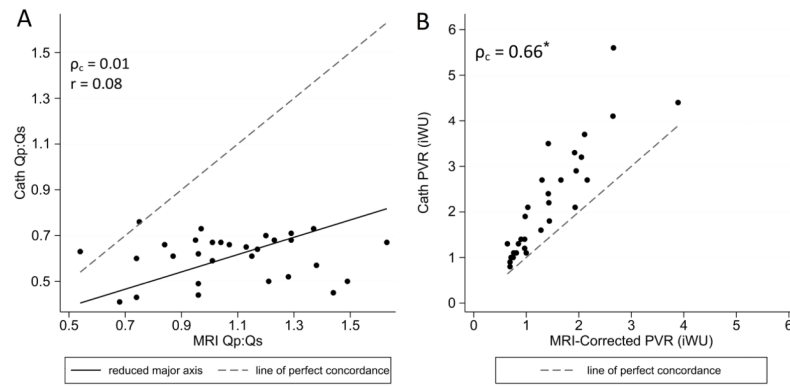 A
ρc = 0.01
r = 0.08
Cath Qp:Qs
1.5
1.3
1.1
0.9
0.7
0.5
0.5 0.7 0.9 1.1 1.3 1.5
MRI Qp:Qs
reduced major axis line of perfect concordance
B
ρc = 0.66*
Cath PVR (iWU)
6
5
4
3
2
1
0
0 1 2 3 4 5 6
MRI-Corrected PVR (iWU)
line of perfect concordance